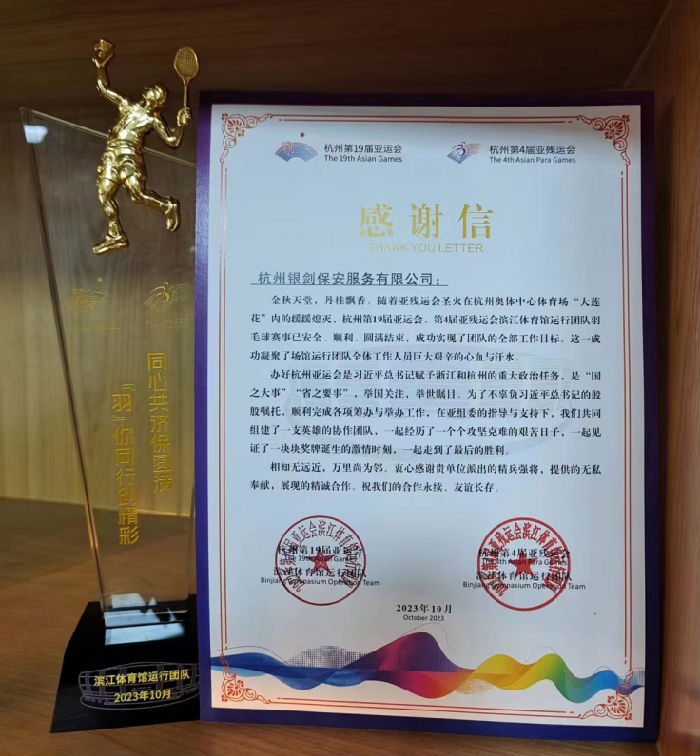 同心共济保圆满
“羽”你同行创精彩
滨江体育馆运行团队
2023年10月
杭州第19届亚运会
The 19th Asian Games
杭州第4届亚残运会
The 4th Asian Para Games
感谢信
THANK YOU LETTER
杭州银剑保安服务有限公司：
金秋天堂，丹桂飘香。随着亚残运会圣火在杭州奥体中心体育场“大莲
花”内的缓缓熄灭，杭州第19届亚运会、第4届亚残运会滨江体育馆运行团队羽
毛球赛事已安全、顺利、圆满结束，成功实现了团队的全部工作目标。这一成
功凝聚了场馆运行团队全体工作人员巨大艰辛的心血与汗水。
办好杭州亚运会是习近平总书记赋予浙江和杭州的重大政治任务，是“国
之大事”“省之要事”，举国关注，举世瞩目。为了不辜负习近平总书记的殷
殷嘱托，顺利完成各项筹办与举办工作，在亚组委的指导与支持下，我们共同
组建了一支英雄的协作团队，一起经历了一个个攻坚克难的艰苦日子，一起见
证了一块块奖牌诞生的激情时刻，一起走到了最后的胜利。
相知无远近，万里尚为邻。衷心感谢贵单位派出的精兵强将，提供的无私
奉献，展现的精诚合作。祝我们的合作永续、友谊长存。
杭州第19届亚运会
The 19th Asian Games
滨江体育馆运行团队
Binjiang Gymnasium Operation Team
杭州第4届亚残运会
The 4th Asian Para Games
滨江体育馆运行团队
Binjiang Gymnasium Operation Team
2023年10月
October 2023